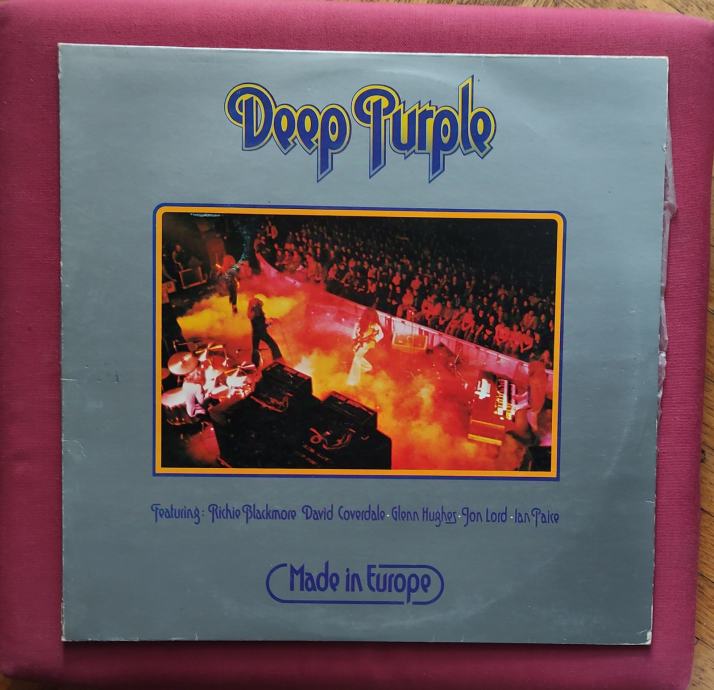 Deep Purple
Featuring: Richie Blackmore David Coverdale · Glenn Hughes · Jon Lord · Ian Paice
Made in Europe